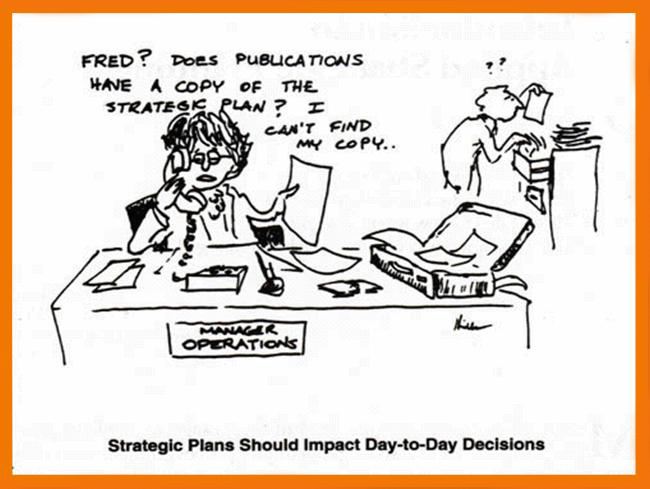 FRED? DOES PUBLICATIONS
HAVE A COPY OF THE
STRATEGIC PLAN? I
CAN'T FIND
MY COPY..
? ?
MANAGER
OPERATIONS
Strategic Plans Should Impact Day-to-Day Decisions